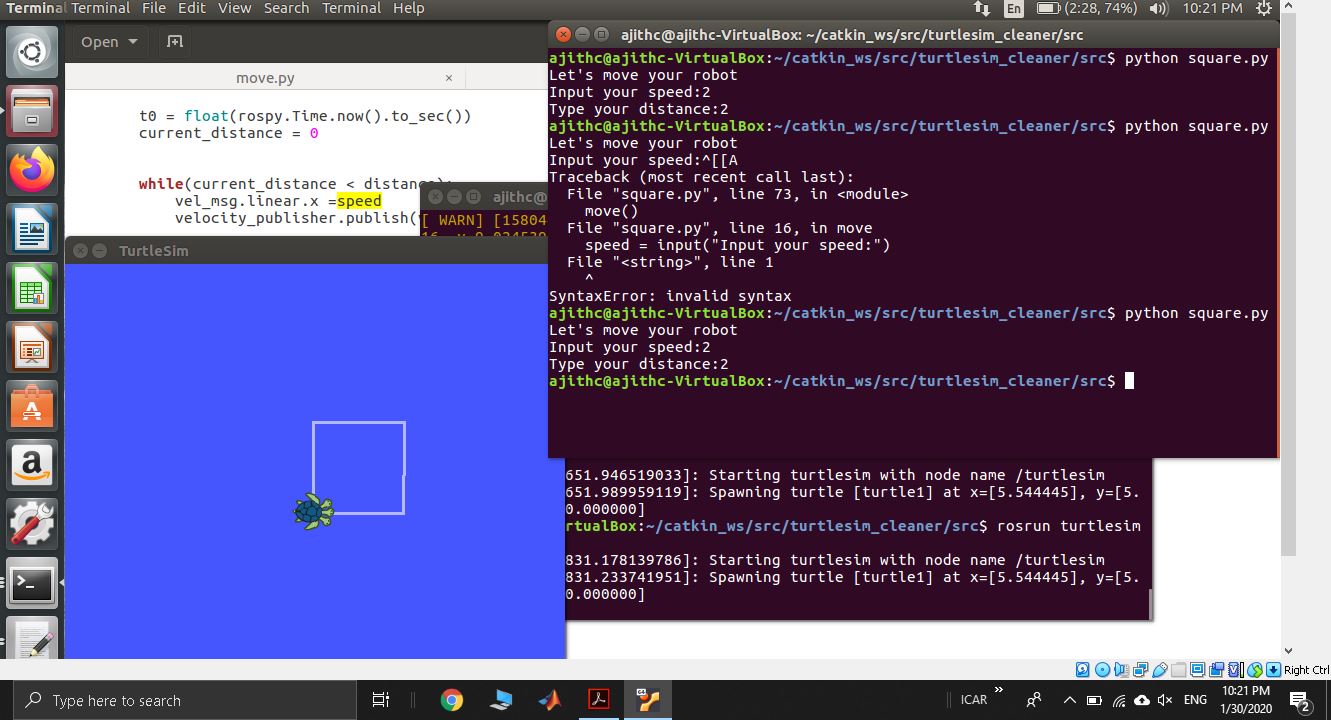 Terminal Terminal File Edit View Search Terminal Help
En
(2:28, 74%)
10:21 PM
Open
move.py ×
t0 = float(rospy.Time.now().to_sec())
current_distance = 0
while(current_distance < distance):
vel_msg.linear.x =speed
velocity_publisher.publish(
ajithc@
[ WARN] [15804
TurtleSim
ajithc@ajithc-VirtualBox: ~/catkin_ws/src/turtlesim_cleaner/src
ajithc@ajithc-VirtualBox:~/catkin_ws/src/turtlesim_cleaner/src$ python square.py
Let's move your robot
Input your speed:2
Type your distance:2
ajithc@ajithc-VirtualBox:~/catkin_ws/src/turtlesim_cleaner/src$ python square.py
Let's move your robot
Input your speed:^[[A
Traceback (most recent call last):
File "square.py", line 73, in <module>
move()
File "square.py", line 16, in move
speed = input("Input your speed:")
File "<string>", line 1
^
SyntaxError: invalid syntax
ajithc@ajithc-VirtualBox:~/catkin_ws/src/turtlesim_cleaner/src$ python square.py
Let's move your robot
Input your speed:2
Type your distance:2
ajithc@ajithc-VirtualBox:~/catkin_ws/src/turtlesim_cleaner/src$
651.946519033]: Starting turtlesim with node name /turtlesim
651.989959119]: Spawning turtle [turtle1] at x=[5.544445], y=[5.
0.000000]
rtualBox:~/catkin_ws/src/turtlesim_cleaner/src$ rosrun turtlesim
831.178139786]: Starting turtlesim with node name /turtlesim
831.233741951]: Spawning turtle [turtle1] at x=[5.544445], y=[5.
0.000000]
Right Ctrl
Type here to search
ICAR »
ENG
10:21 PM
1/30/2020
2